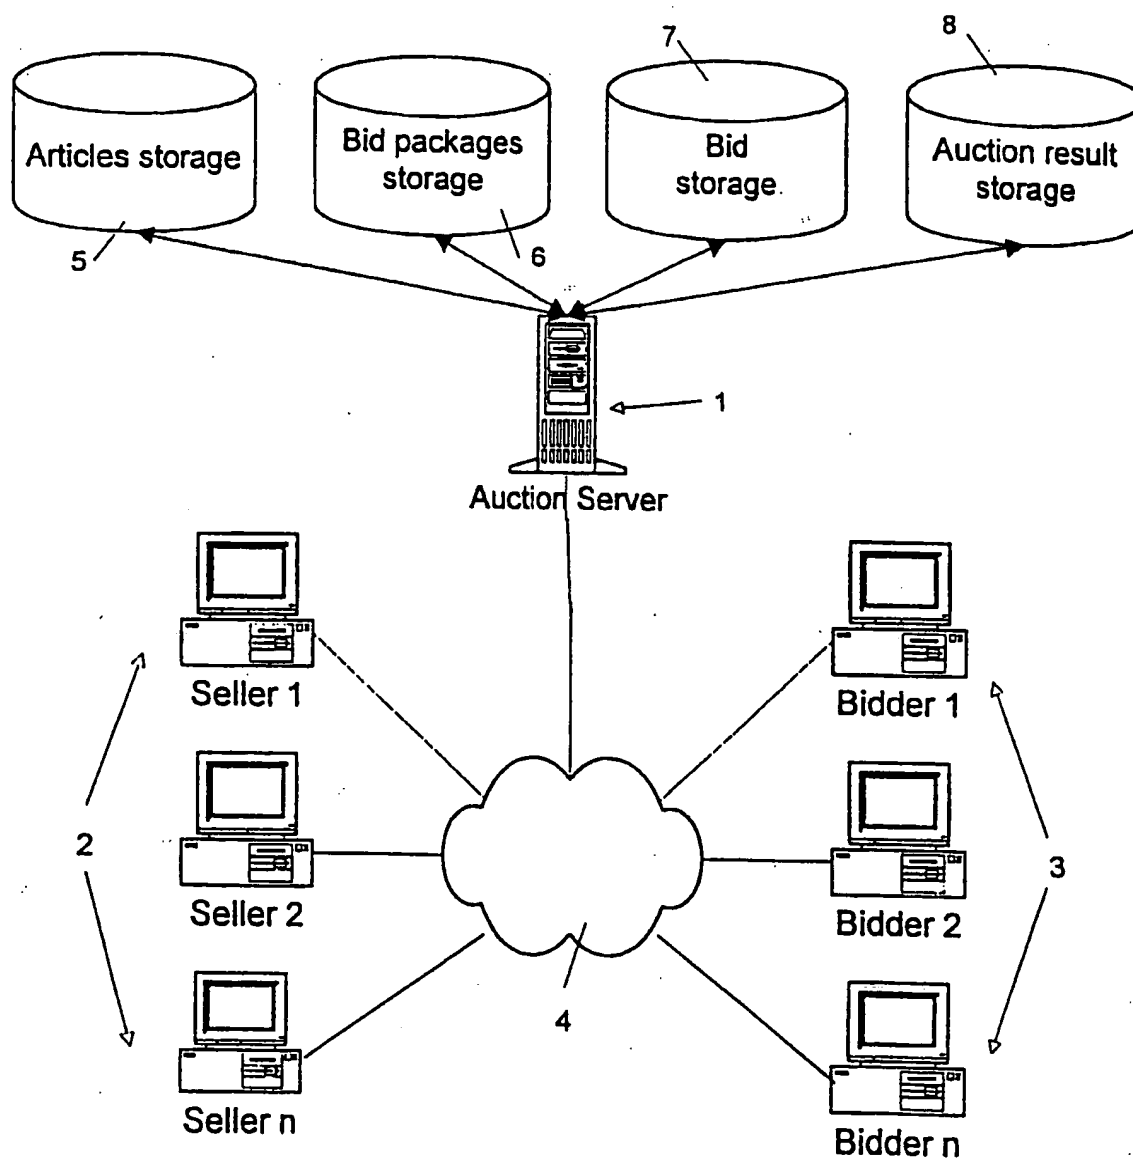 7
8
Articles storage
Bid packages
storage
Bid
storage
Auction result
storage
5
6
1
Auction Server
Seller 1
Bidder 1
2
3
Seller 2
Bidder 2
4
Seller n
Bidder n